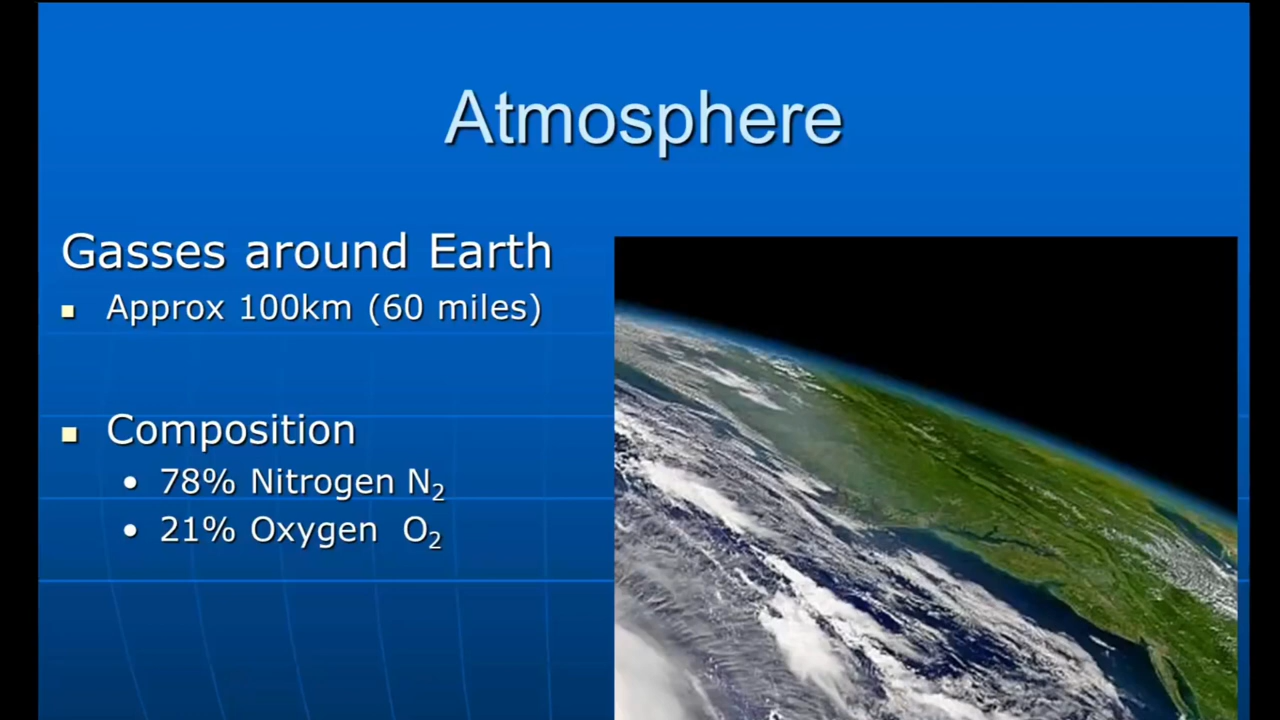 Atmosphere
Gasses around Earth
▪ Approx 100km (60 miles)
▪ Composition
• 78% Nitrogen N₂
• 21% Oxygen O₂